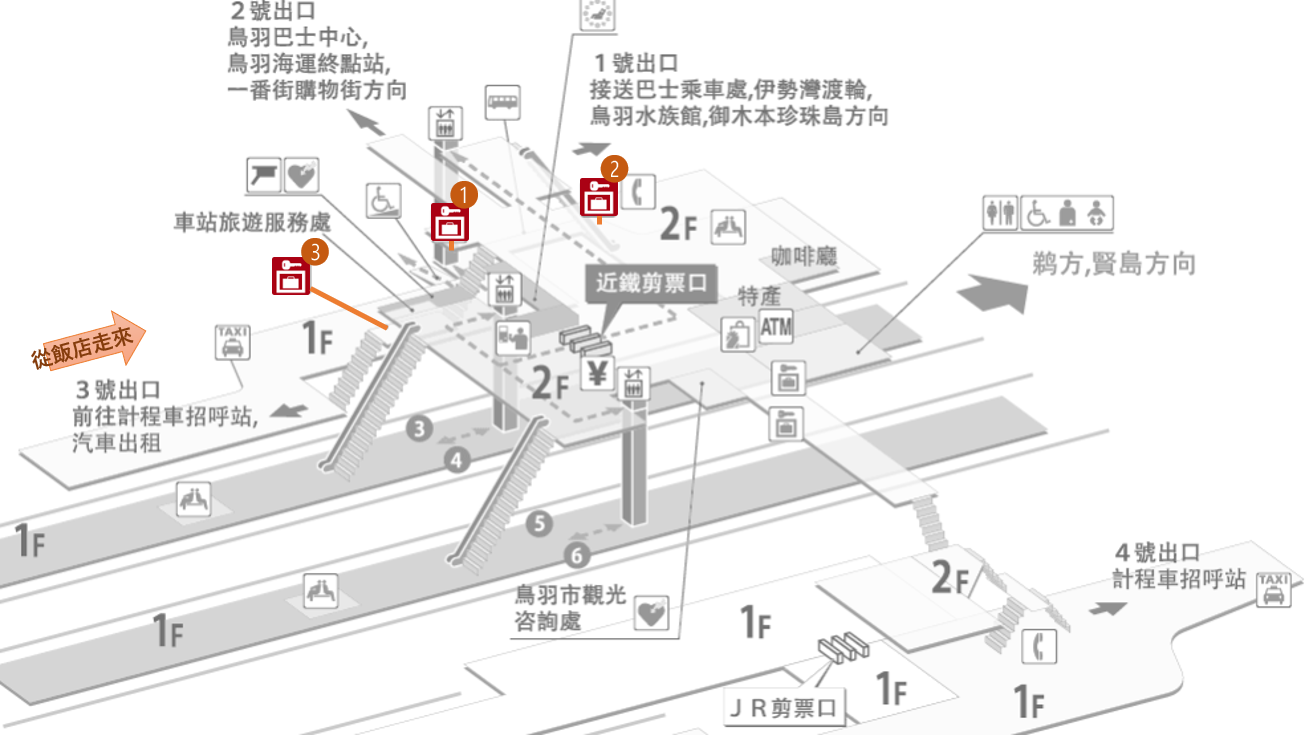 ２號出口
鳥羽巴士中心,
鳥羽海運終點站,
一番街購物街方向
１號出口
接送巴士乘車處,伊勢灣渡輪,
鳥羽水族館,御木本珍珠島方向
2
1
2F
車站旅遊服務處
3
咖啡廳
鵜方,賢島方向
近鐵剪票口
特產
ATM
從飯店走來
TAXI
1F
¥
2F
３號出口
前往計程車招呼站,
汽車出租
3
4
5
6
1F
1F
鳥羽市觀光
咨詢處
４號出口
計程車招呼站
TAXI
2F
1F
1F
1F
ＪＲ剪票口